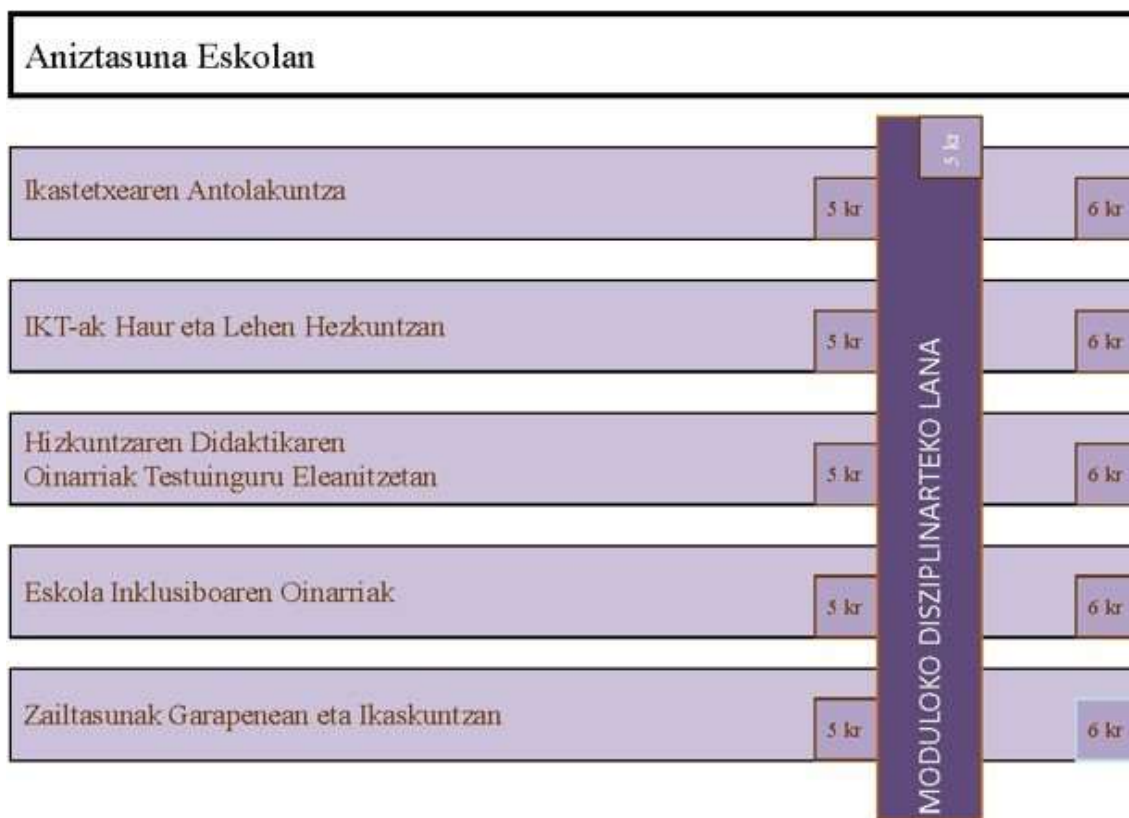 Aniztasuna Eskolan
5 kr
Ikastetxearen Antolakuntza
5 kr
6 kr
IKT-ak Haur eta Lehen Hezkuntzan
5 kr
6 kr
Hizkuntzaren Didaktikaren
Oinarriak Testuinguru Eleanitzetan
5 kr
6 kr
Eskola Inklusiboaren Oinarriak
5 kr
6 kr
Zailtasunak Garapenean eta Ikaskuntzan
5 kr
6 kr
MODULOKO DISZIPLINARTEKO LANA